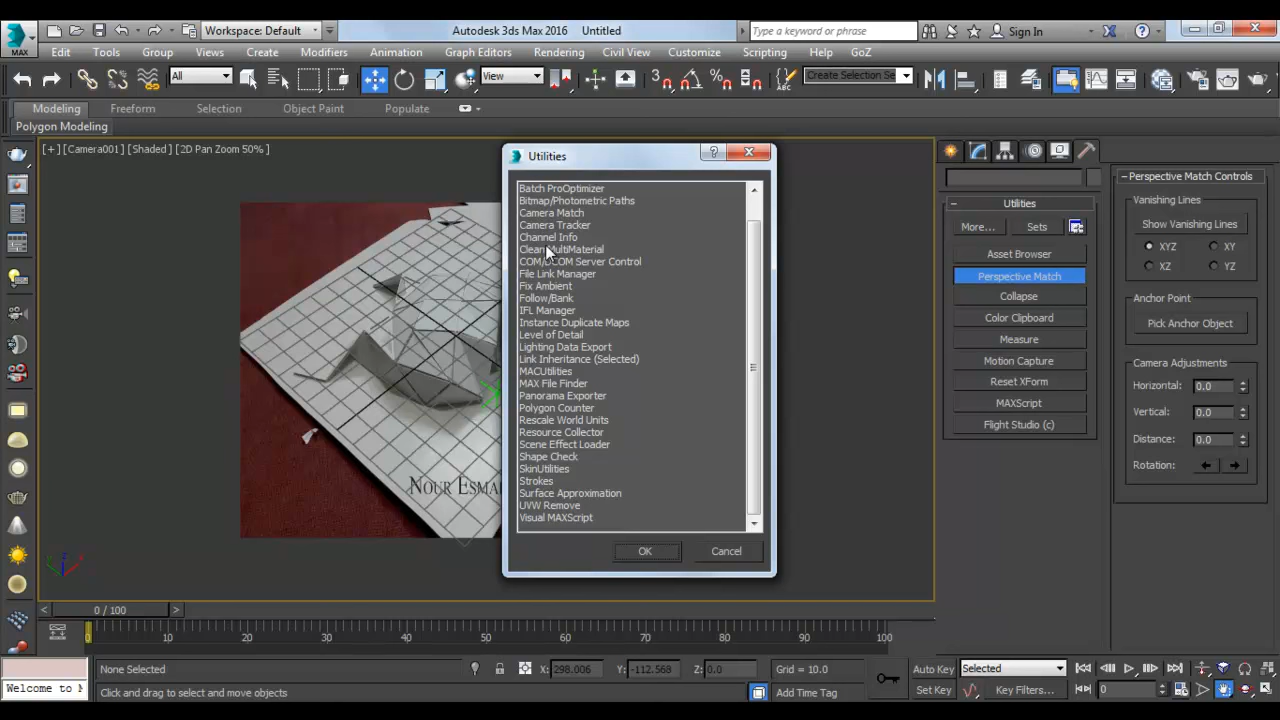 Workspace: Default
Autodesk 3ds Max 2016 Untitled
Type a keyword or phrase
Sign In
MAX
Edit Tools Group Views Create Modifiers Animation Graph Editors Rendering Civil View Customize Scripting Help GoZ
All
View
Create Selection Se
Modeling Freeform Selection Object Paint Populate
Polygon Modeling
[+] [Camera001] [Shaded] [2D Pan Zoom 50% ]
Utilities
Batch ProOptimizer
Bitmap/Photometric Paths
Camera Match
Camera Tracker
Channel Info
Clean MultiMaterial
COM/DCOM Server Control
File Link Manager
Fix Ambient
Follow/Bank
IFL Manager
Instance Duplicate Maps
Level of Detail
Lighting Data Export
Link Inheritance (Selected)
MACUtilities
MAX File Finder
Panorama Exporter
Polygon Counter
Rescale World Units
Resource Collector
Scene Effect Loader
Shape Check
SkinUtilities
Strokes
Surface Approximation
UVW Remove
Visual MAXScript
OK Cancel
Nour Esma
Utilities
More... Sets
Asset Browser
Perspective Match
Collapse
Color Clipboard
Measure
Motion Capture
Reset XForm
MAXScript
Flight Studio (c)
Perspective Match Controls
Vanishing Lines
Show Vanishing Lines
XYZ XY
XZ YZ
Anchor Point
Pick Anchor Object
Camera Adjustments
Horizontal: 0.0
Vertical: 0.0
Distance: 0.0
Rotation:
z
x
0 / 100
0 10 20 30 40 50 60 70 80 90 100
None Selected
X: 298.006 Y: -112.568 Z: 0.0 Grid = 10.0
Auto Key Selected
Welcome to M
Click and drag to select and move objects
Add Time Tag
Set Key Key Filters... 0